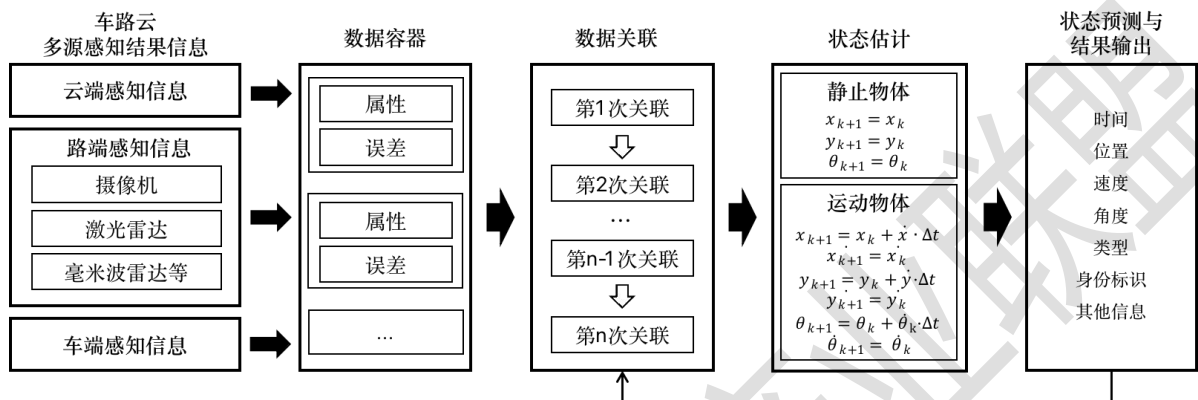 车路云
多源感知结果信息
云端感知信息
路端感知信息
摄像机
激光雷达
毫米波雷达等
车端感知信息
数据容器
属性
误差
属性
误差
...
数据关联
第1次关联
第2次关联
...
第n-1次关联
第n次关联
状态估计
静止物体
x_{k+1} = x_k
y_{k+1} = y_k
θ_{k+1} = θ_k
运动物体
x_{k+1} = x_k + ẋ · Δt
ẋ_{k+1} = ẋ_k
y_{k+1} = y_k + ẏ·Δt
ẏ_{k+1} = ẏ_k
θ_{k+1} = θ_k + θ̇_k·Δt
θ̇_{k+1} = θ̇_k
状态预测与
结果输出
时间
位置
速度
角度
类型
身份标识
其他信息
产业联盟